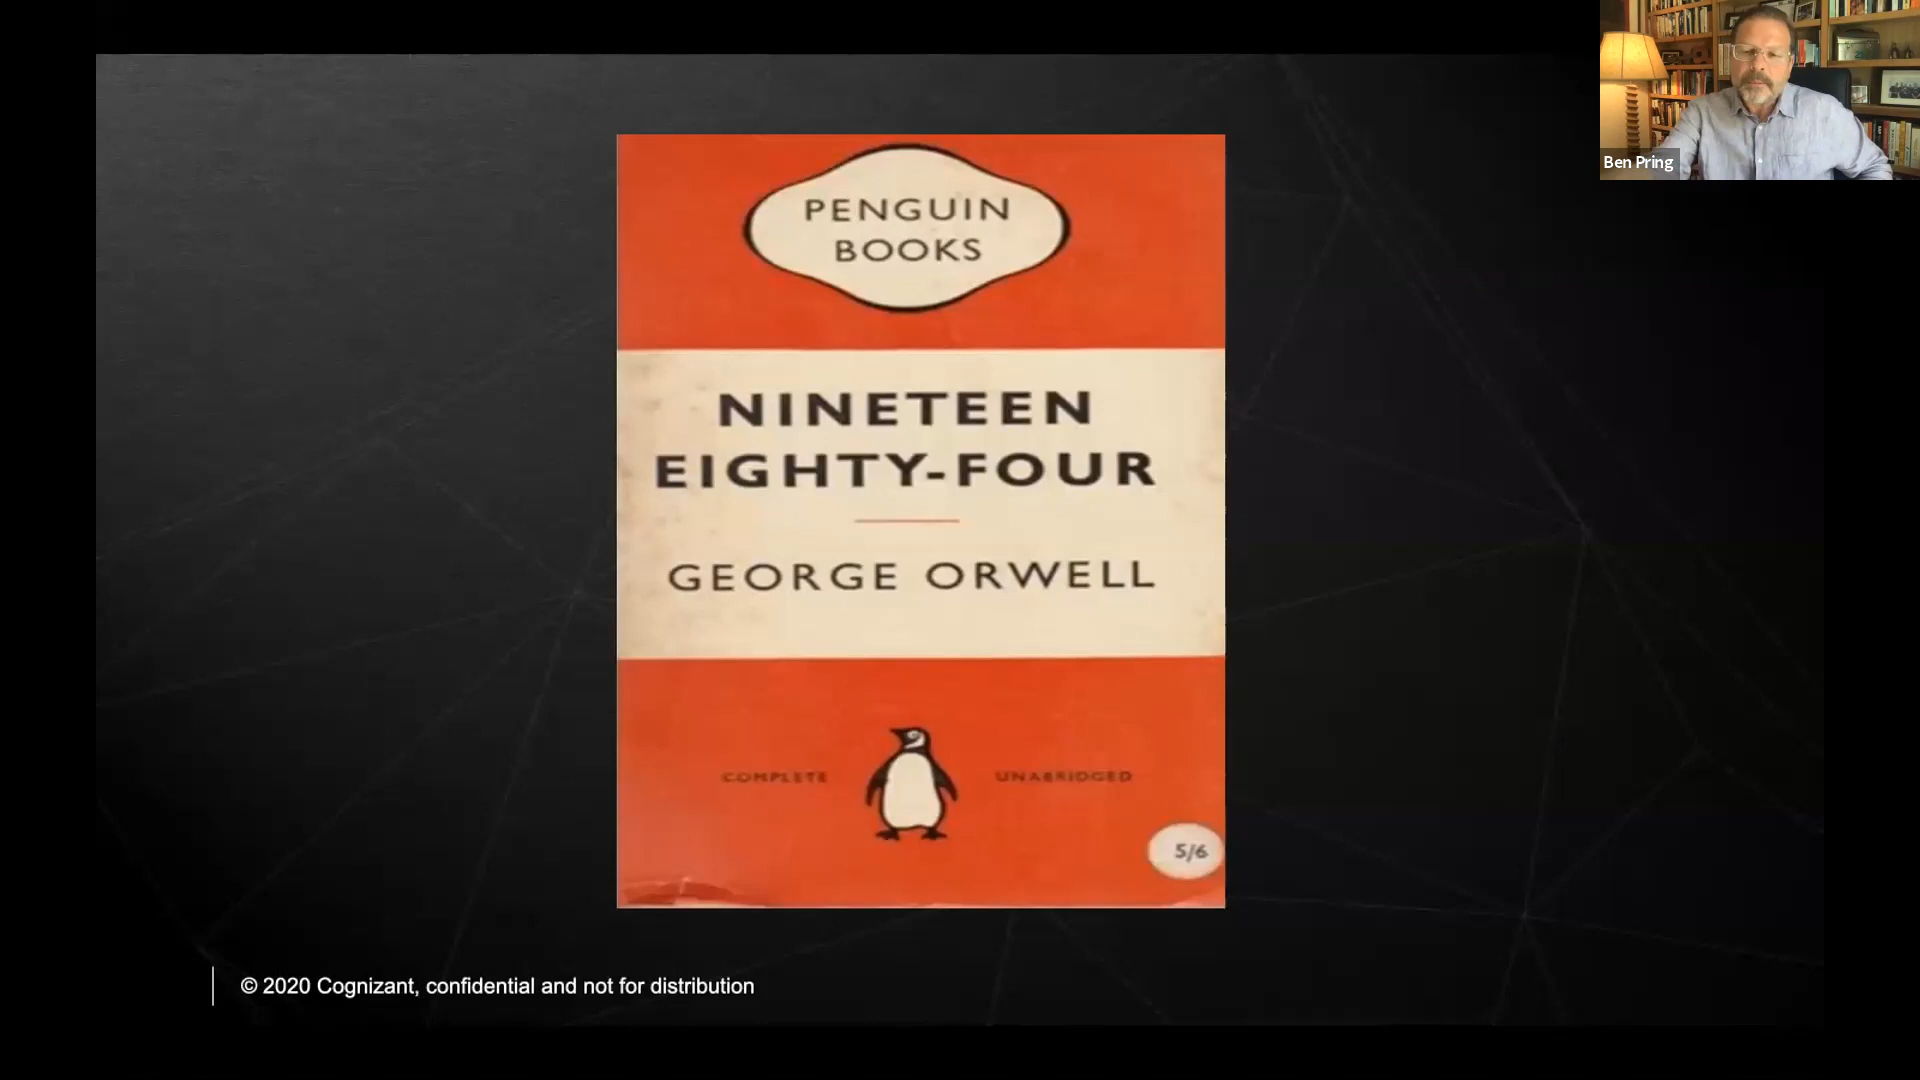 PENGUIN
BOOKS
NINETEEN
EIGHTY-FOUR
GEORGE ORWELL
COMPLETE
UNABRIDGED
5/6
© 2020 Cognizant, confidential and not for distribution
Ben Pring